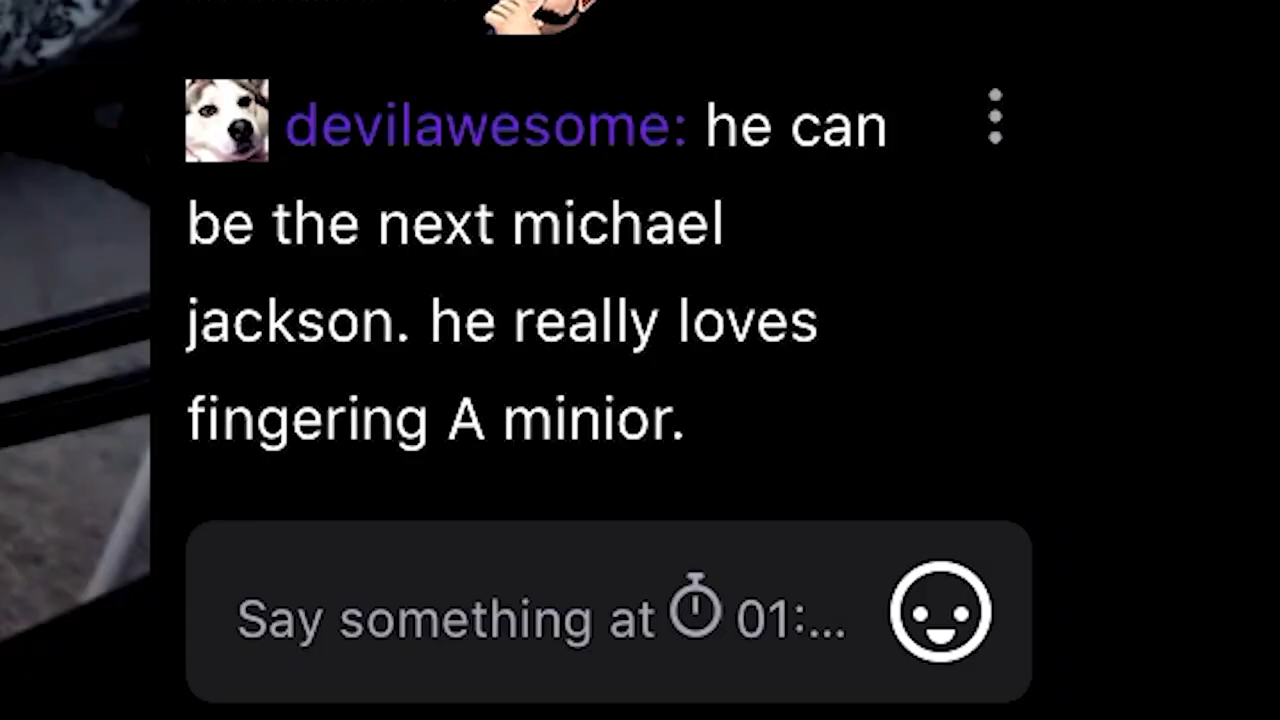 devilawesome: he can
be the next michael
jackson. he really loves
fingering A minior.
Say something at 01:...